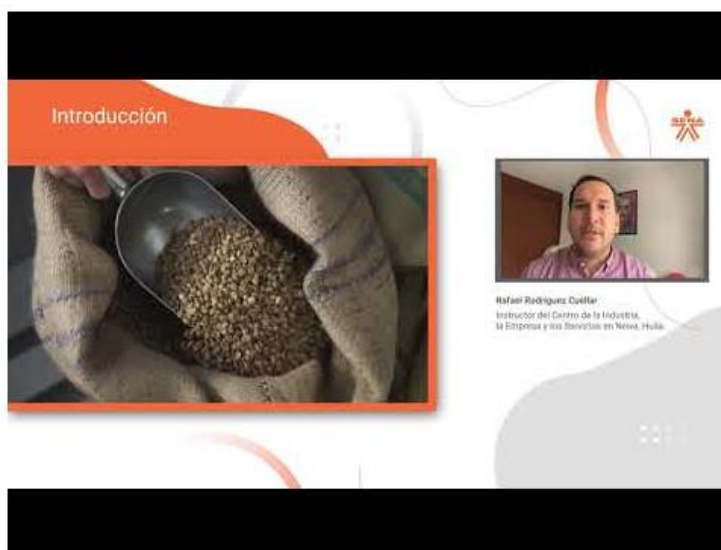 Introducción
SENA
Rafael Rodríguez Cuéllar
Instructor del Centro de la Industria,
la Empresa y los Servicios en Neiva, Huila.